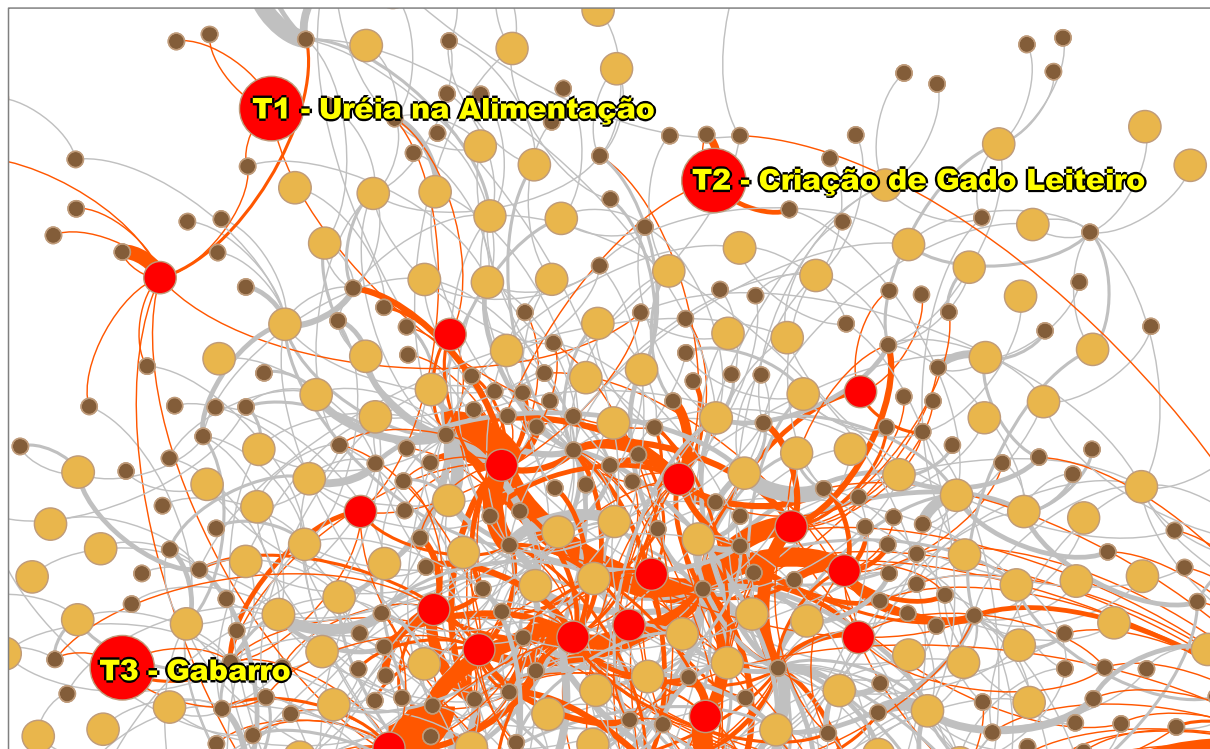 T1 - Uréia na Alimentação
T2 - Criação de Gado Leiteiro
T3 - Gabarro